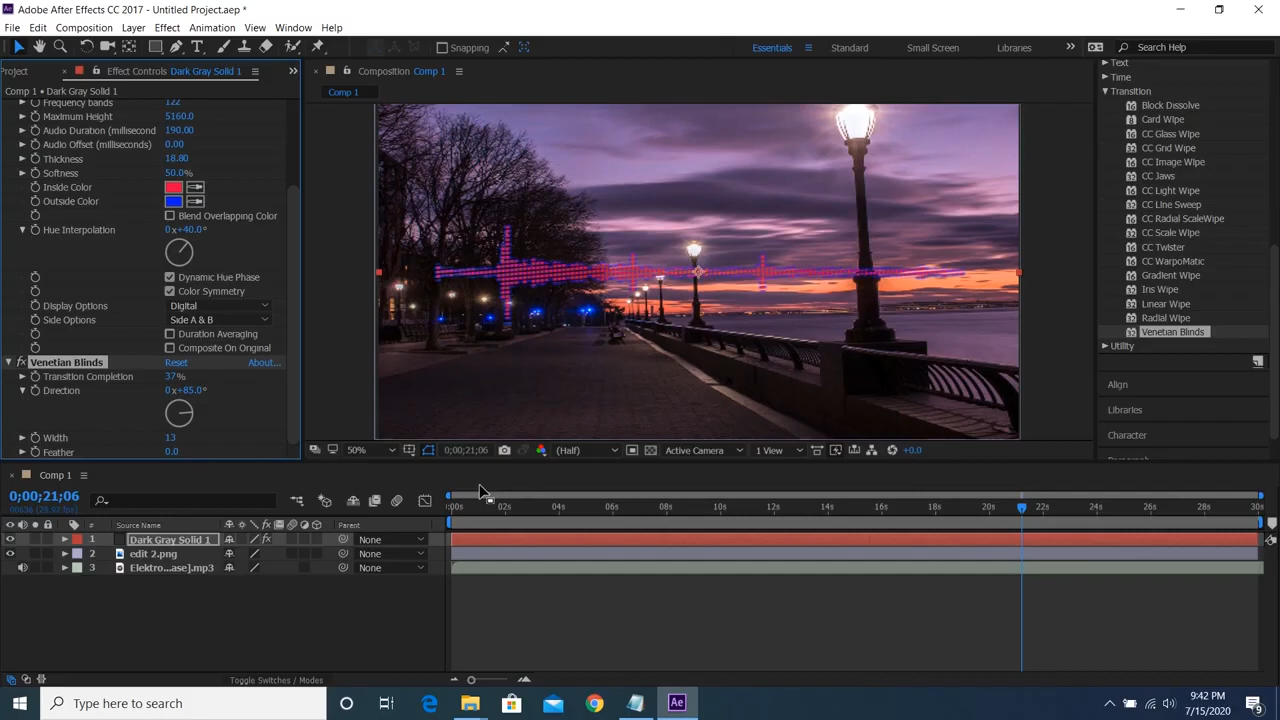 Adobe After Effects CC 2017 - Untitled Project.aep *
File Edit Composition Layer Effect Animation View Window Help
Snapping
Essentials Standard Small Screen Libraries Search Help
Project Effect Controls Dark Gray Solid 1
Composition Comp 1
Comp 1 • Dark Gray Solid 1
Comp 1
Frequency bands 122
Maximum Height 5160.0
Audio Duration (millisecond 190.00
Audio Offset (milliseconds) 0.00
Thickness 18.80
Softness 50.0%
Inside Color
Outside Color
Blend Overlapping Color
Hue Interpolation 0x+40.0°
Dynamic Hue Phase
Color Symmetry
Display Options Digital
Side Options Side A & B
Duration Averaging
Composite On Original
fx Venetian Blinds Reset About...
Transition Completion 37%
Direction 0x+85.0°
Width 13
Feather 0.0
Text
Time
Transition
Block Dissolve
Card Wipe
CC Glass Wipe
CC Grid Wipe
CC Image Wipe
CC Jaws
CC Light Wipe
CC Line Sweep
CC Radial ScaleWipe
CC Scale Wipe
CC Twister
CC WarpoMatic
Gradient Wipe
Iris Wipe
Linear Wipe
Radial Wipe
Venetian Blinds
Utility
Align
Libraries
Character
50% 0;00;21;06 (Half) Active Camera 1 View +0.0
Comp 1
0;00;21;06
00636 (29.97 fps)
:00s 02s 04s 06s 08s 10s 12s 14s 16s 18s 20s 22s 24s 26s 28s 30s
# Source Name Parent
1 Dark Gray Solid 1 None
2 edit 2.png None
3 Elektro...ase].mp3 None
Toggle Switches / Modes
Type here to search
Ae
9:42 PM
7/15/2020
9